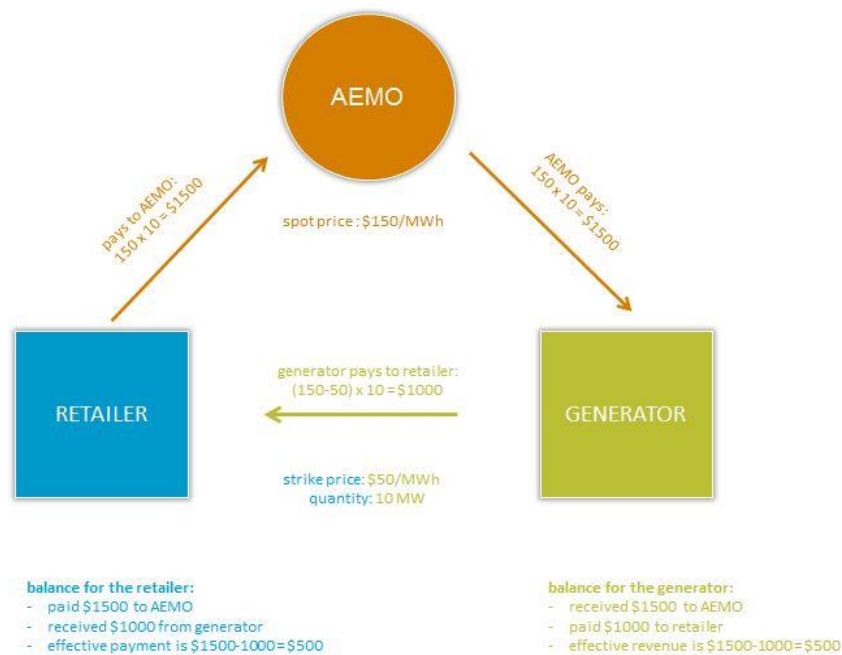 AEMO
pays to AEMO:
150 x 10 = $1500
AEMO pays:
150 x 10 = $1500
spot price : $150/MWh
generator pays to retailer:
(150-50) x 10 = $1000
RETAILER
GENERATOR
strike price: $50/MWh
quantity: 10 MW
balance for the retailer:
- paid $1500 to AEMO
- received $1000 from generator
- effective payment is $1500-1000= $500
balance for the generator:
- received $1500 to AEMO
- paid $1000 to retailer
- effective revenue is $1500-1000= $500